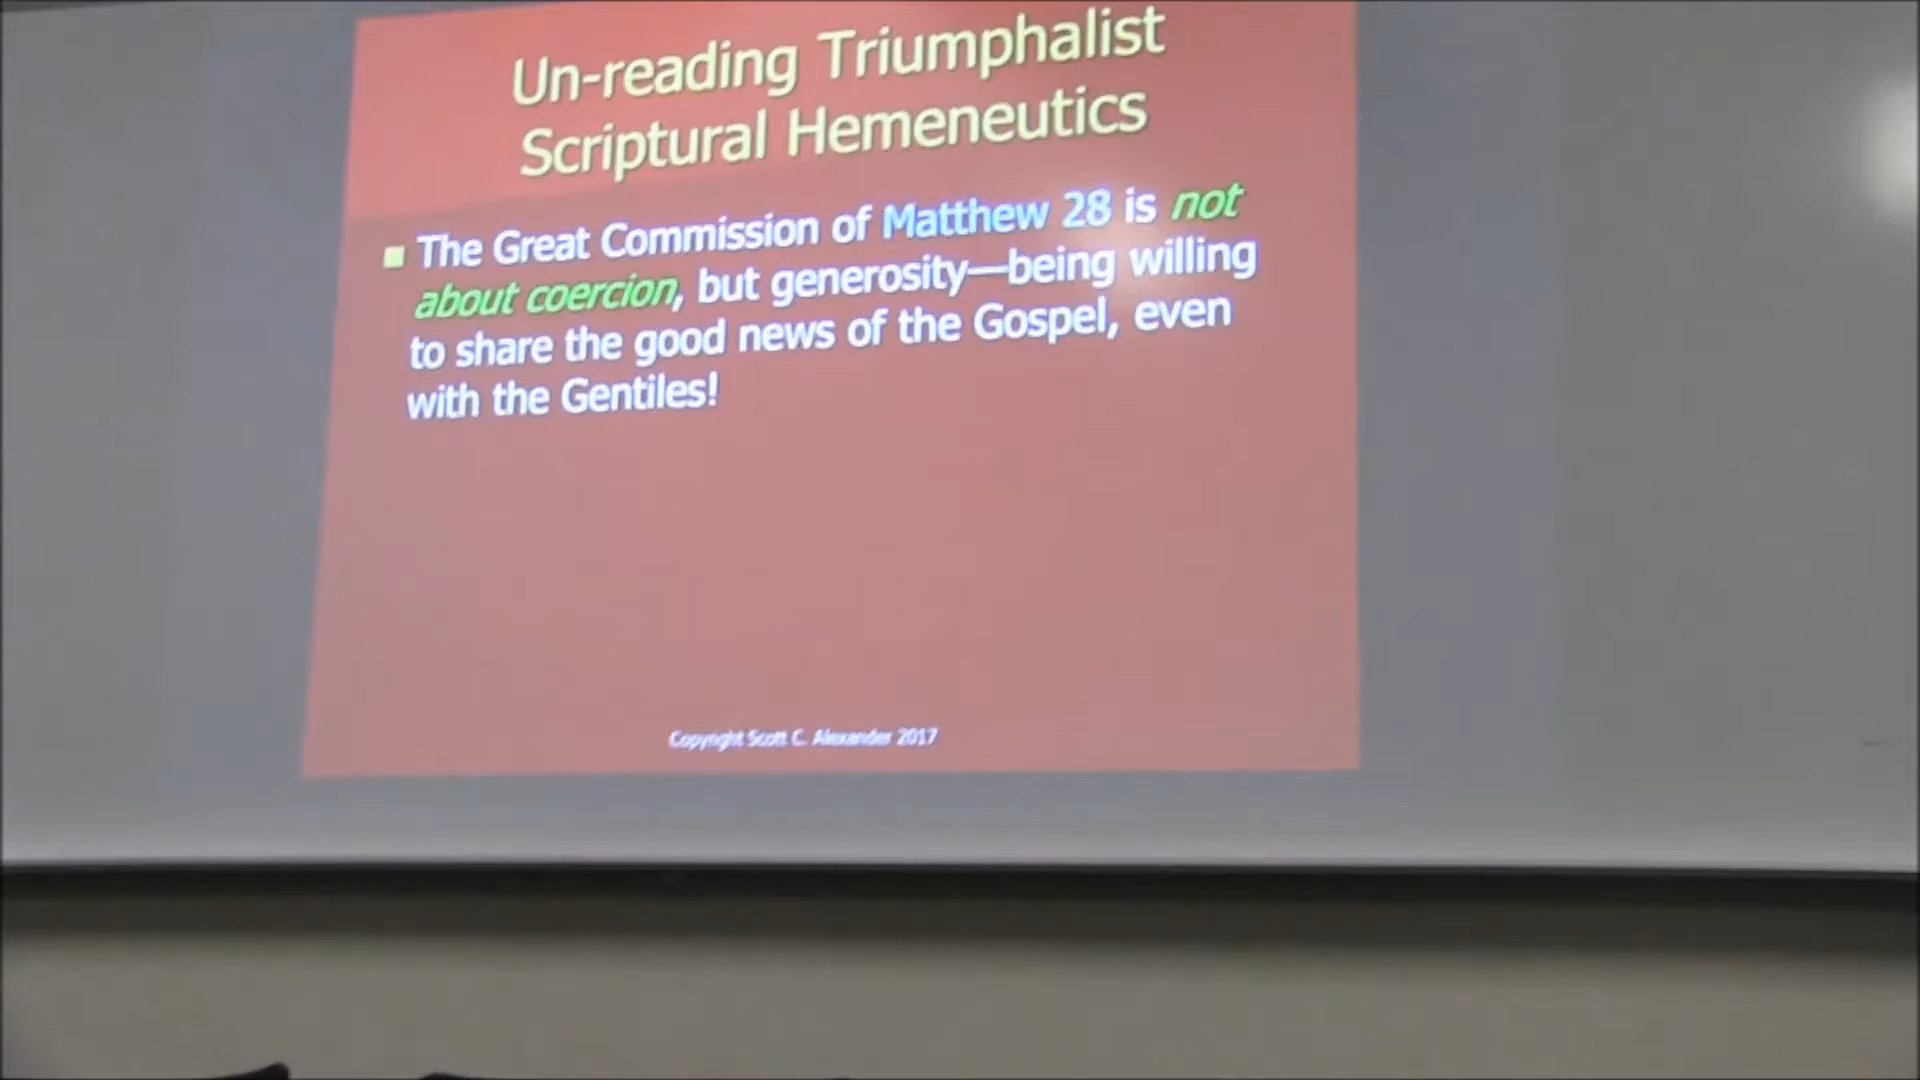 Un-reading Triumphalist
Scriptural Hemeneutics
The Great Commission of Matthew 28 is not
about coercion, but generosity—being willing
to share the good news of the Gospel, even
with the Gentiles!
Copyright Scott C. Alexander 2017